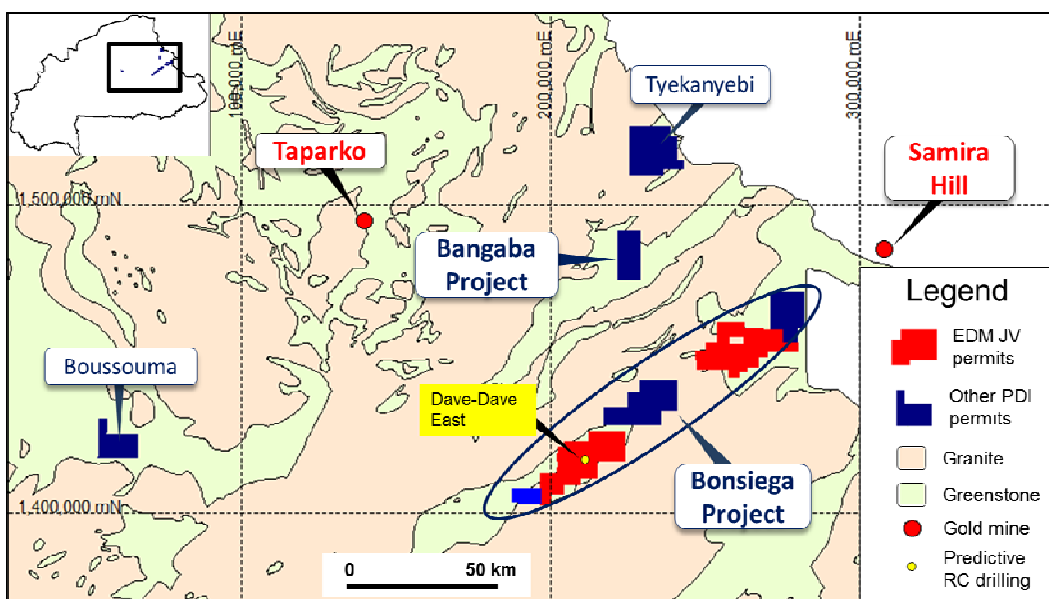 100,000 mE
200,000 mE
300,000 mE
Tyekanyebi
Taparko
Samira
Hill
1,500,000 mN
Bangaba
Project
Legend
EDM JV
permits
Boussouma
Dave-Dave
East
Other PDI
permits
Granite
Bonsiega
Project
Greenstone
1,400,000 mN
Gold mine
0 50 km
Predictive
RC drilling